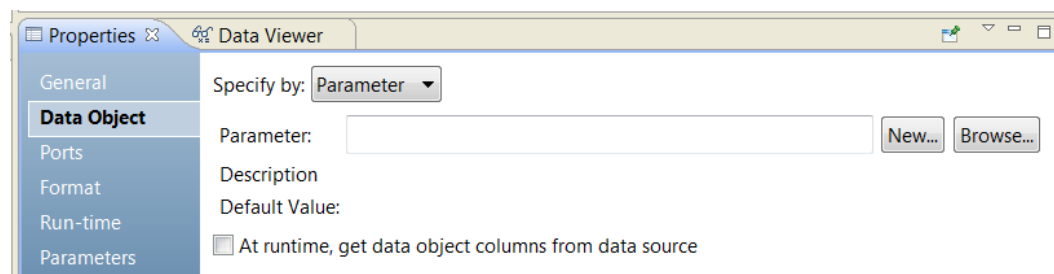 Properties Data Viewer
General
Data Object
Ports
Format
Run-time
Parameters
Specify by: Parameter
Parameter: New... Browse...
Description
Default Value:
At runtime, get data object columns from data source